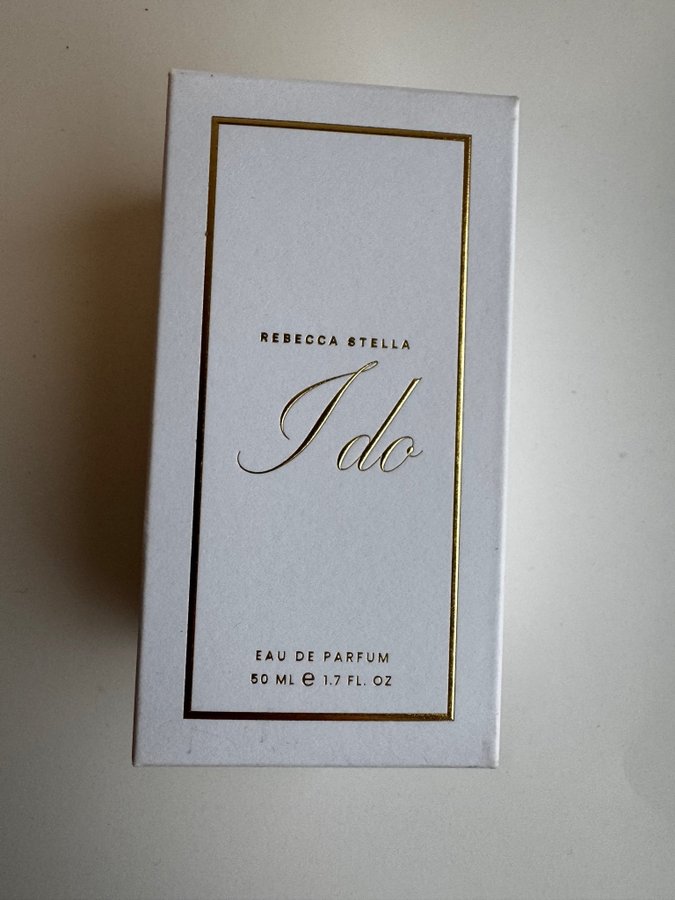 REBECCA STELLA
I do
EAU DE PARFUM
50 ML ℮ 1.7 FL. OZ